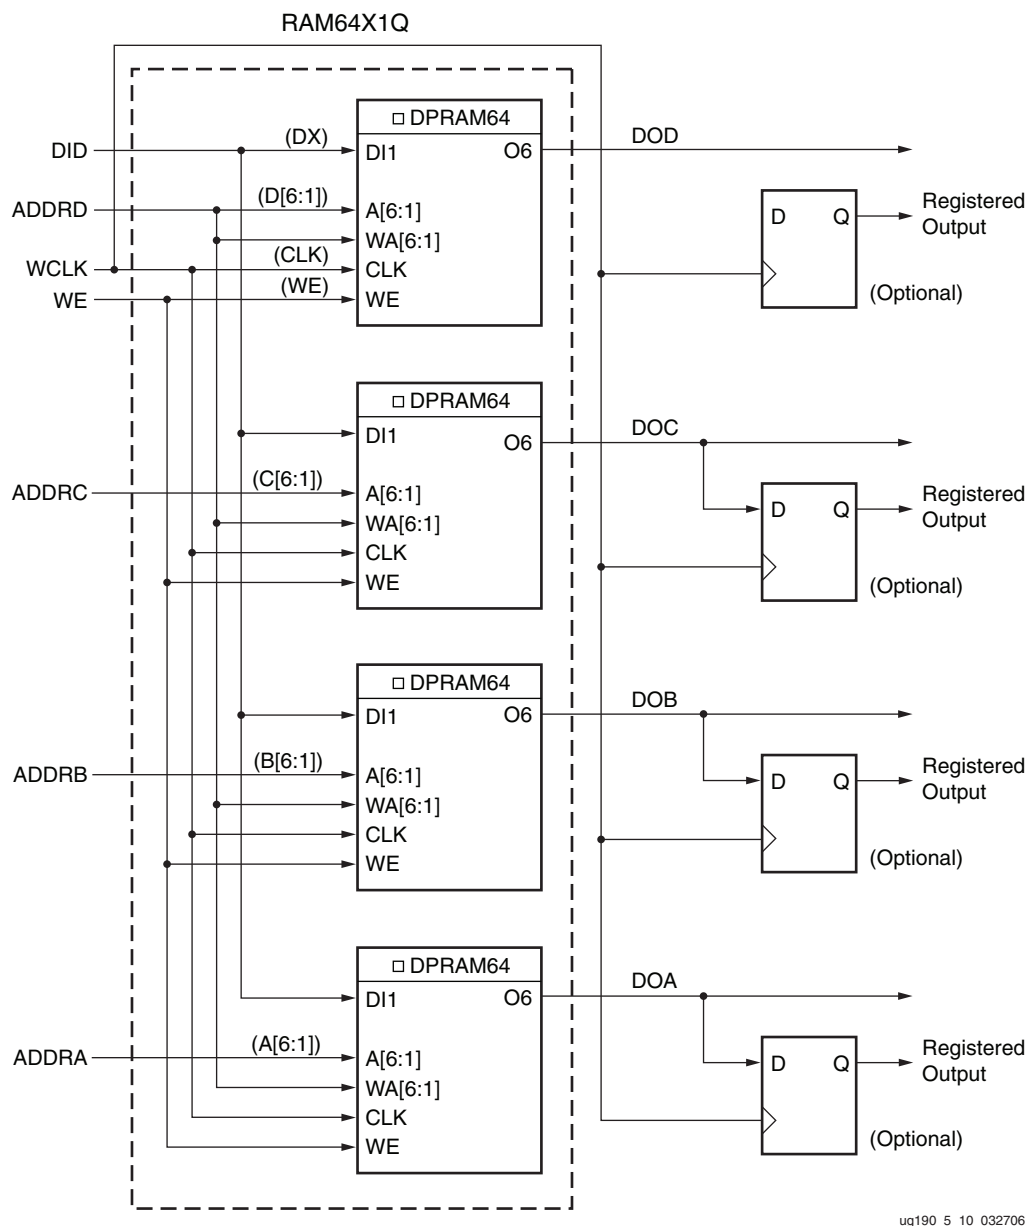 RAM64X1Q
DPRAM64
DID
(DX)
DI1
O6
DOD
ADDRD
(D[6:1])
A[6:1]
WA[6:1]
WCLK
(CLK)
CLK
WE
(WE)
WE
D
Q
Registered
Output
(Optional)
DPRAM64
DI1
O6
DOC
ADDRC
(C[6:1])
A[6:1]
WA[6:1]
CLK
WE
D
Q
Registered
Output
(Optional)
DPRAM64
DI1
O6
DOB
ADDRB
(B[6:1])
A[6:1]
WA[6:1]
CLK
WE
D
Q
Registered
Output
(Optional)
DPRAM64
DI1
O6
DOA
ADDRA
(A[6:1])
A[6:1]
WA[6:1]
CLK
WE
D
Q
Registered
Output
(Optional)
ug190_5_10_032706